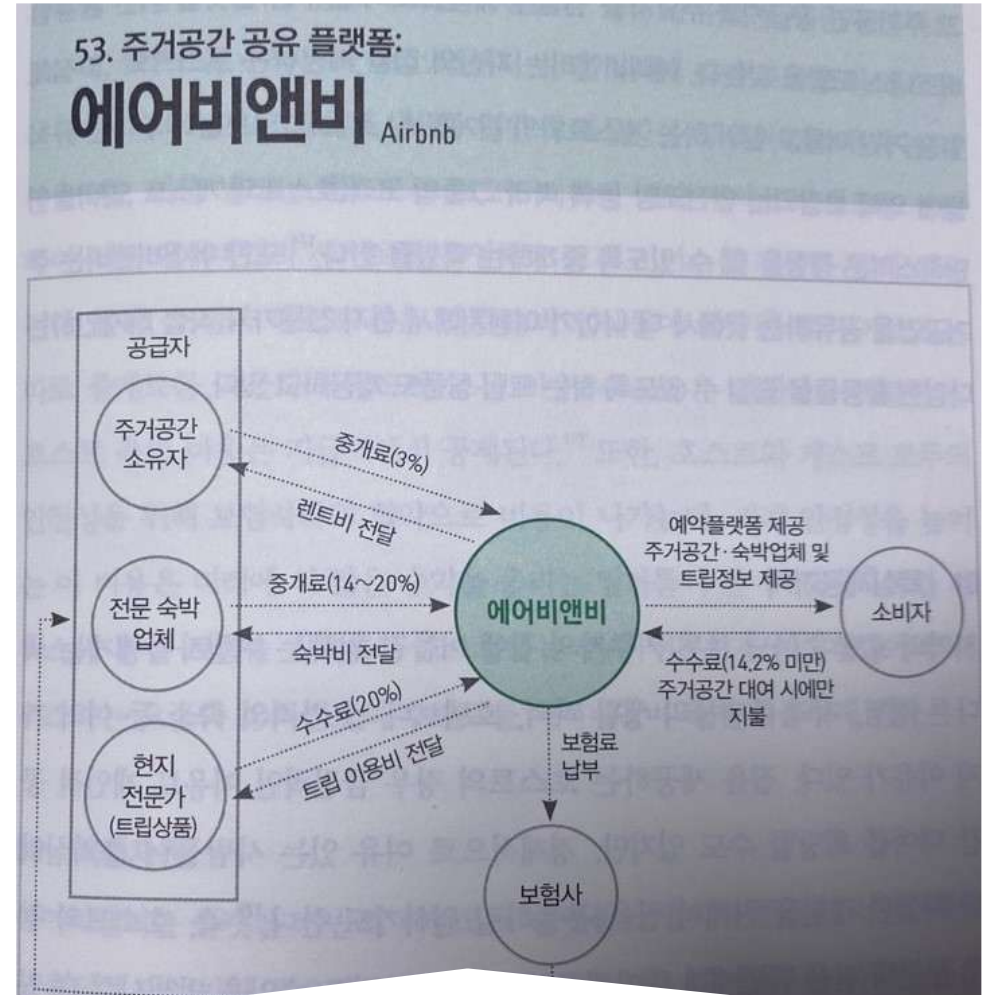 53. 주거공간 공유 플랫폼:
에어비앤비 Airbnb
공급자
주거공간
소유자
중개료(3%)
렌트비 전달
전문 숙박
업체
중개료(14~20%)
숙박비 전달
현지
전문가
(트립상품)
수수료(20%)
트립 이용비 전달
에어비앤비
예약플랫폼 제공
주거공간·숙박업체 및
트립정보 제공
소비자
수수료(14.2% 미만)
주거공간 대여 시에만
지불
보험료
납부
보험사